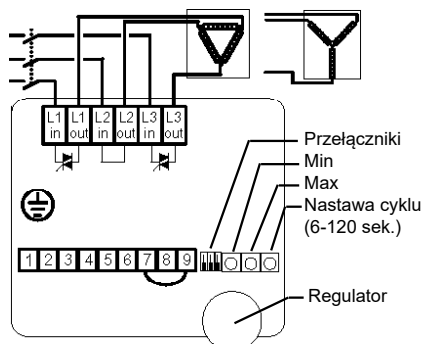 L1 in
L1 out
L2 in
L2 out
L3 in
L3 out
Przełączniki
Min
Max
Nastawa cyklu
(6-120 sek.)
1 2 3 4 5 6 7 8 9
Regulator